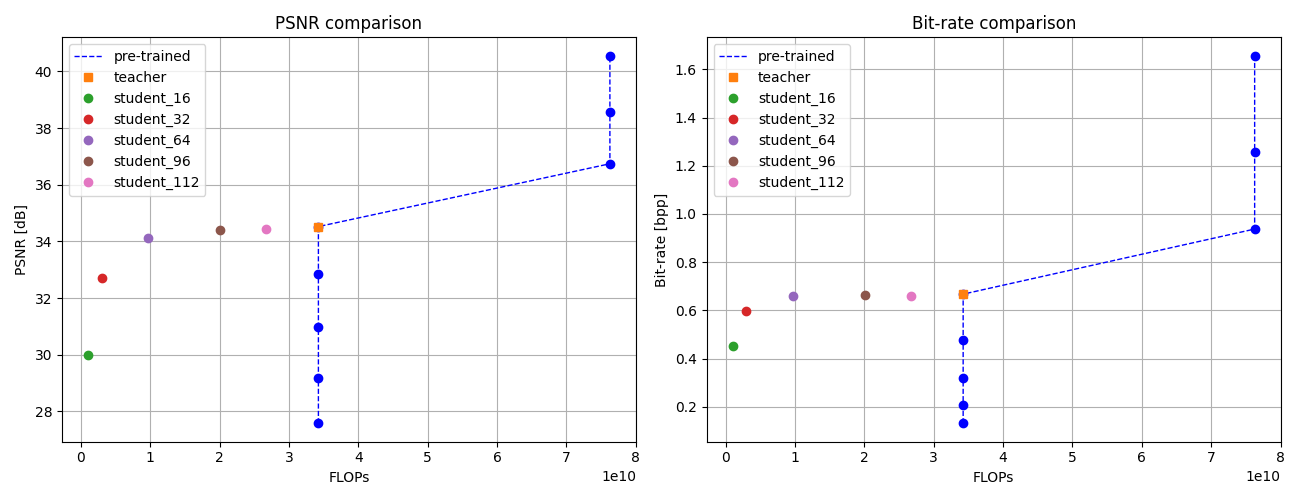 PSNR comparison
pre-trained
teacher
student_16
student_32
student_64
student_96
student_112
PSNR [dB]
40
38
36
34
32
30
28
0 1 2 3 4 5 6 7 8
1e10
FLOPs
Bit-rate comparison
pre-trained
teacher
student_16
student_32
student_64
student_96
student_112
Bit-rate [bpp]
1.6
1.4
1.2
1.0
0.8
0.6
0.4
0.2
0 1 2 3 4 5 6 7 8
1e10
FLOPs